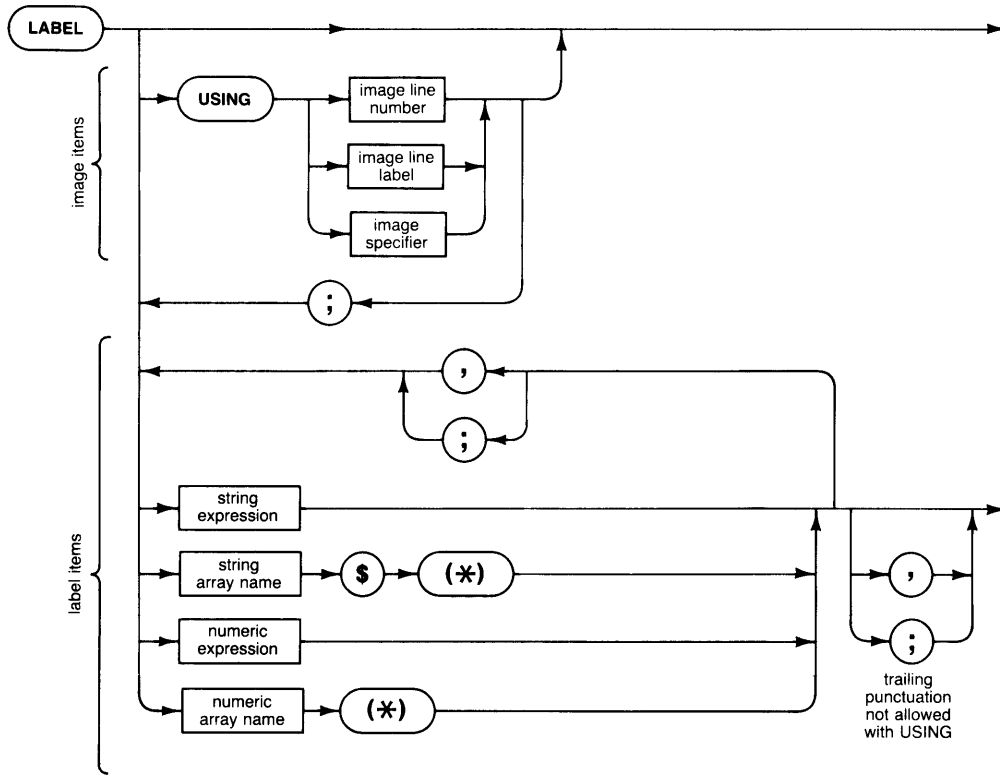 LABEL
image items
USING
image line
number
image line
label
image
specifier
;
label items
,
;
string
expression
string
array name
$
(*)
numeric
expression
numeric
array name
(*)
,
;
trailing
punctuation
not allowed
with USING